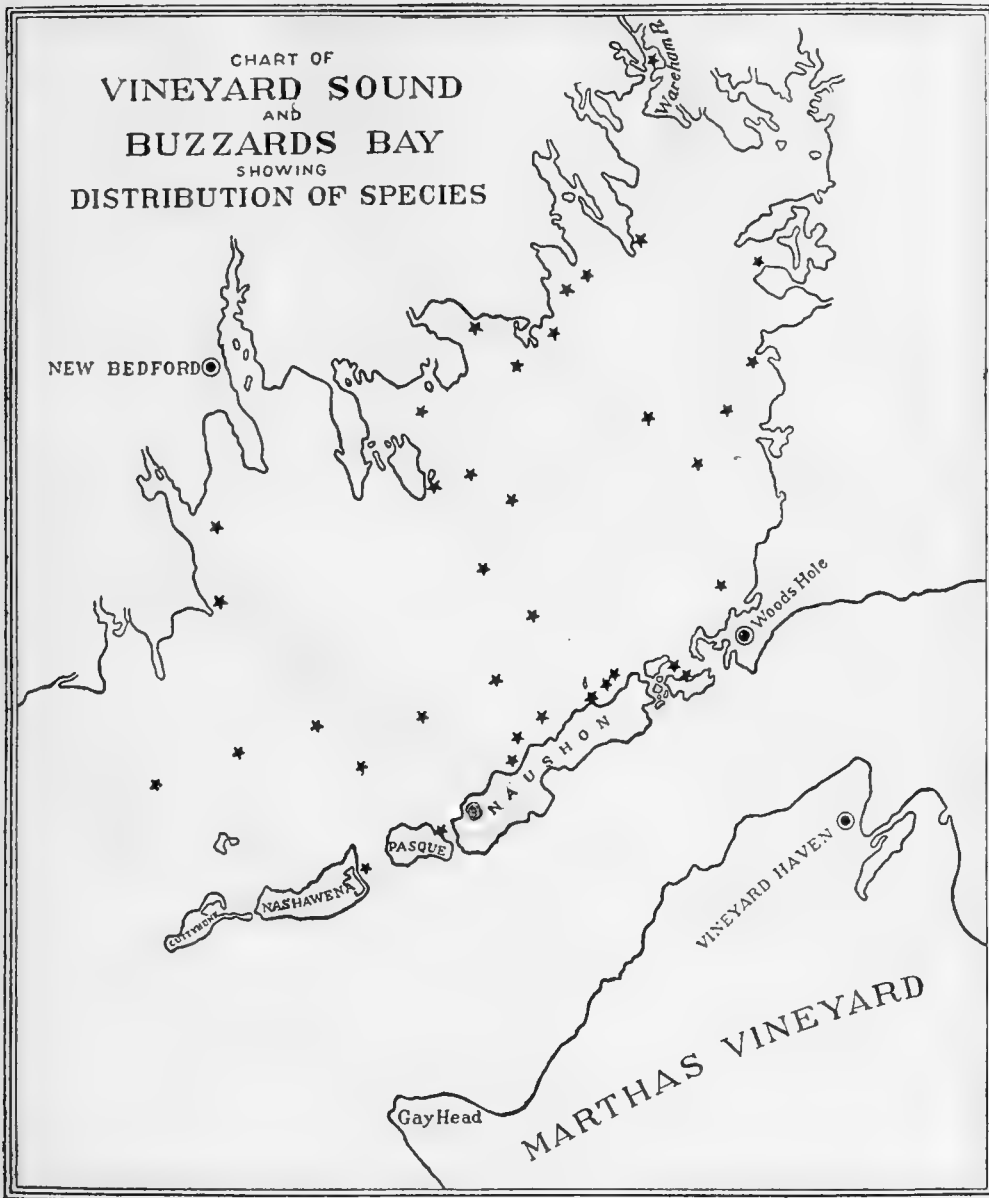 CHART OF
VINEYARD SOUND
AND
BUZZARDS BAY
SHOWING
DISTRIBUTION OF SPECIES
Wareham R.
NEW BEDFORD
Woods Hole
NAUSHON
PASQUE
NASHAWENA
CUTTYHUNK
VINEYARD HAVEN
MARTHAS VINEYARD
Gay Head